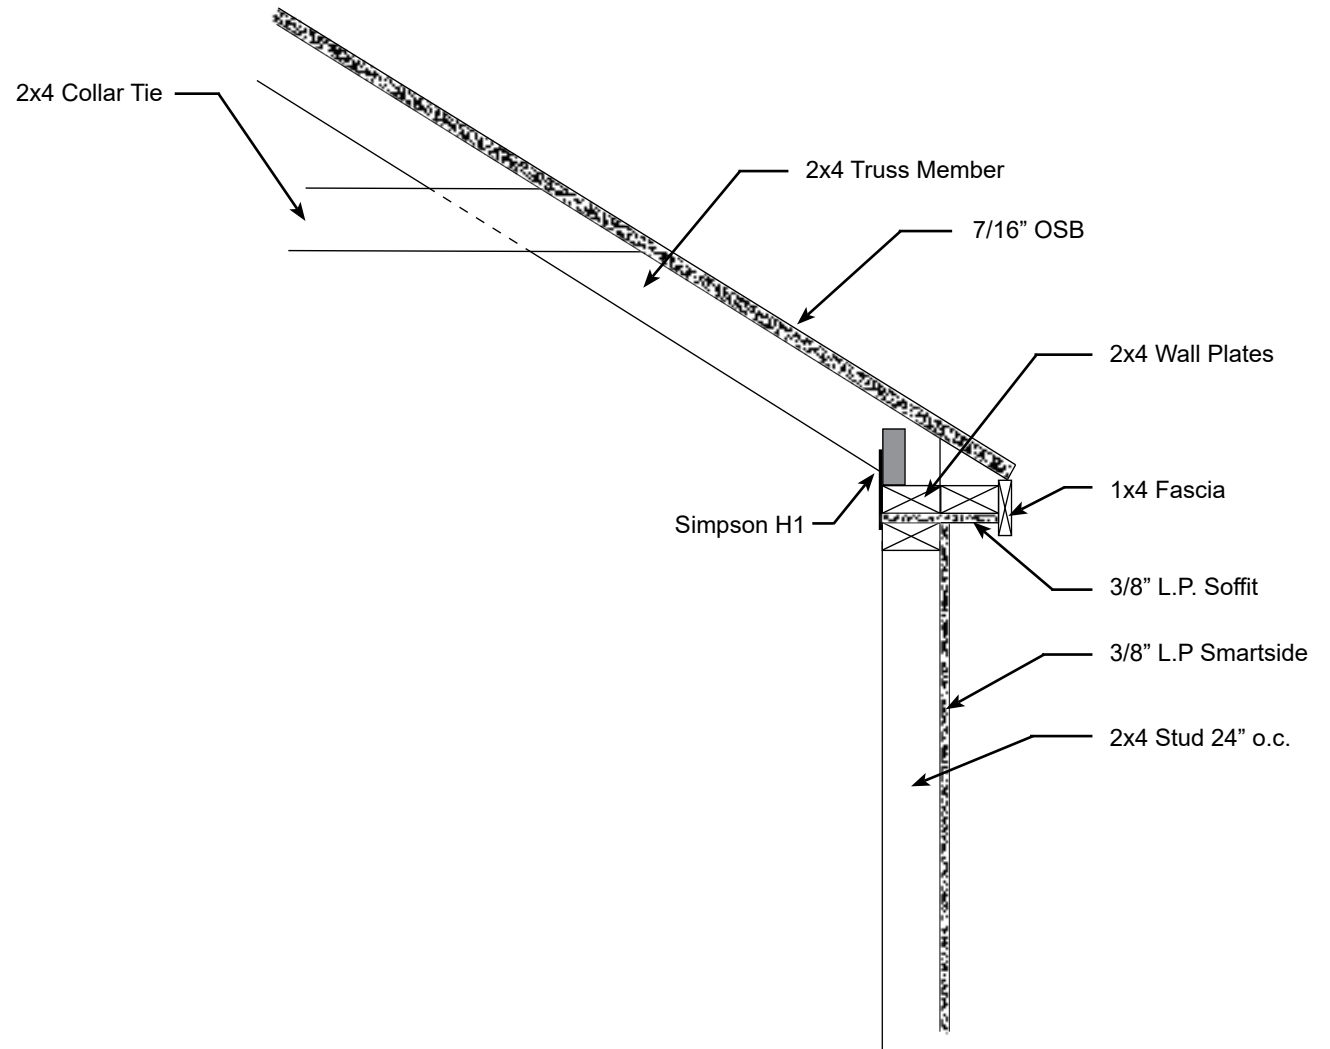 2x4 Collar Tie
2x4 Truss Member
7/16” OSB
2x4 Wall Plates
1x4 Fascia
Simpson H1
3/8” L.P. Soffit
3/8” L.P Smartside
2x4 Stud 24” o.c.